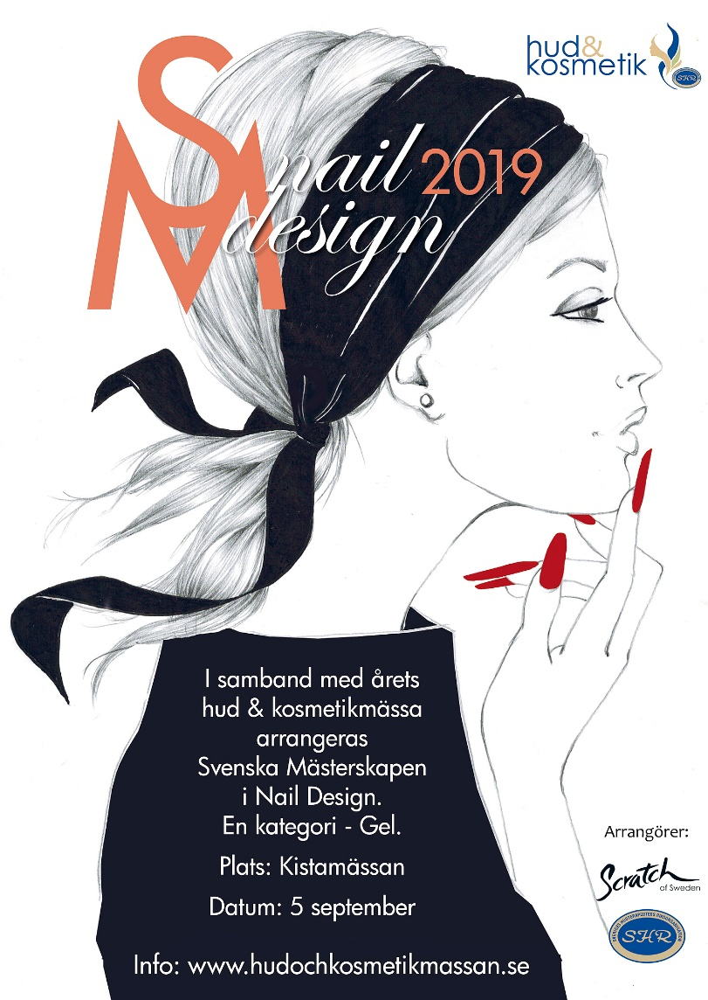 hud&
kosmetik
SHR
SM nail 2019
design
I samband med årets
hud & kosmetikmässa
arrangeras
Svenska Mästerskapen
i Nail Design.
En kategori - Gel.
Plats: Kistamässan
Datum: 5 september
Info: www.hudochkosmetikmassan.se
Arrangörer:
Scratch
of Sweden
SHR